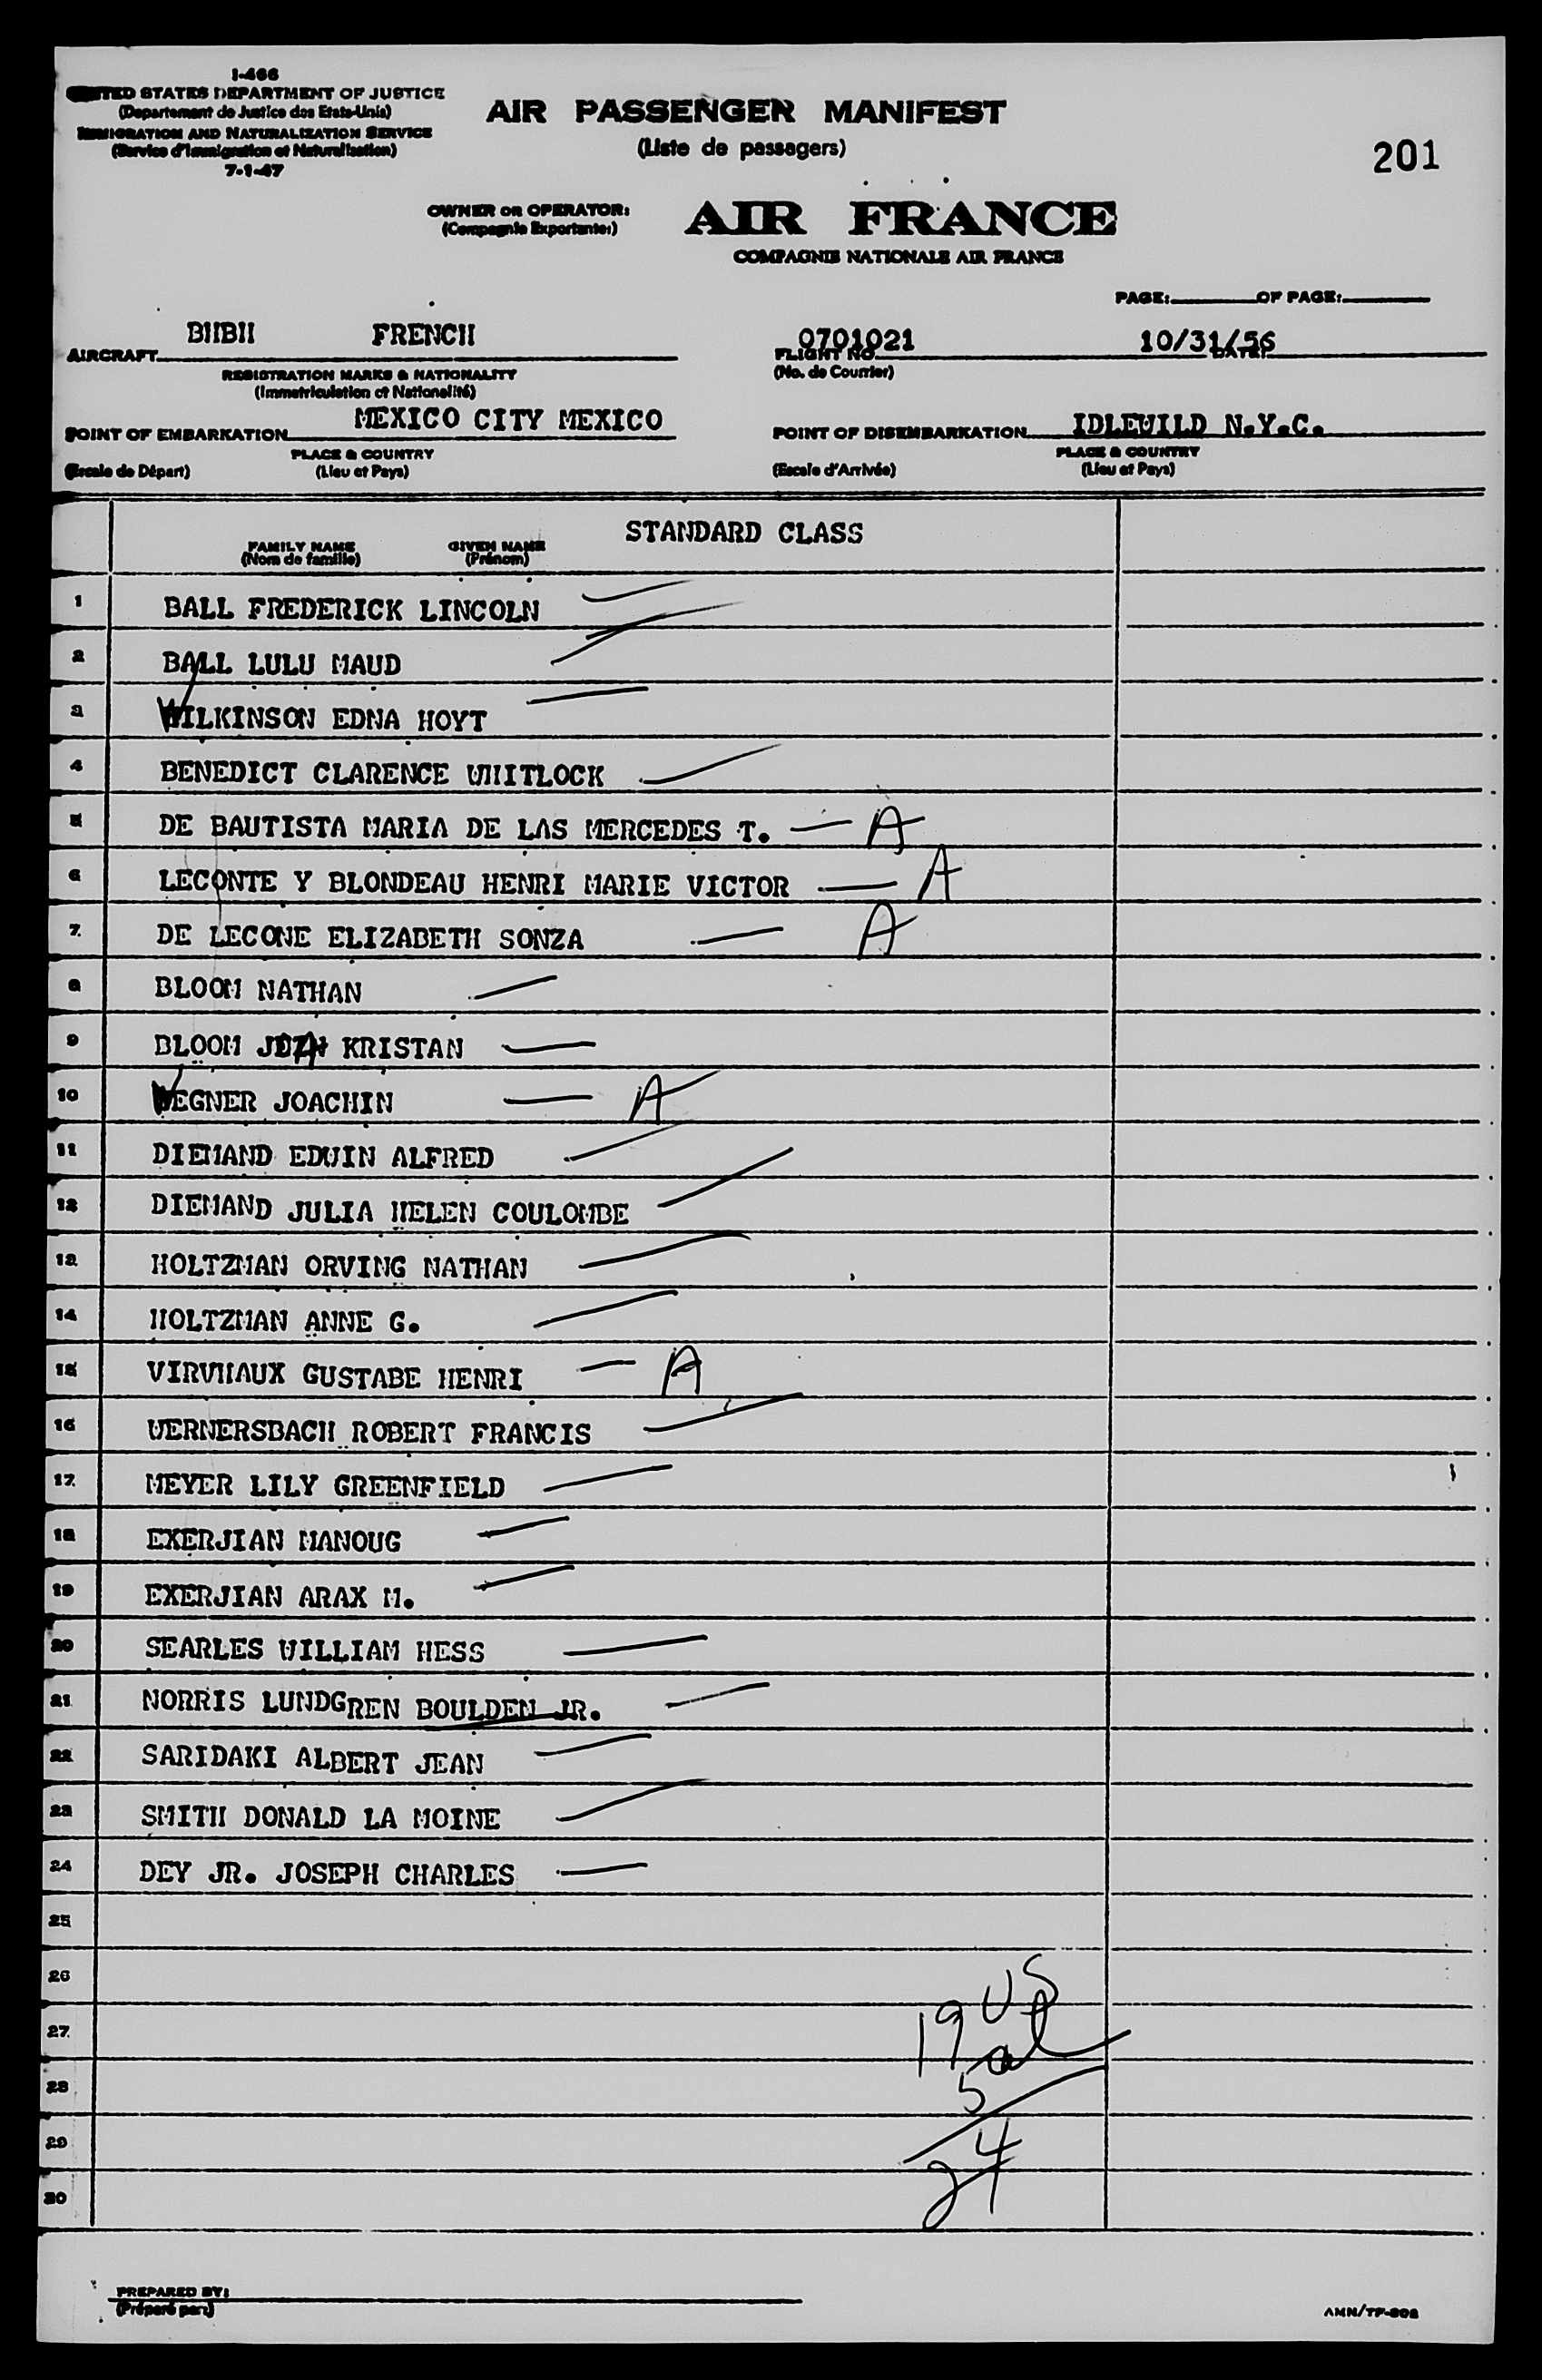 I-466
UNITED STATES DEPARTMENT OF JUSTICE
(Departement de Justice des Etats-Unis)
IMMIGRATION AND NATURALIZATION SERVICE
(Service d'Immigration et Naturalisation)
7-1-47
AIR PASSENGER MANIFEST
(Liste de passagers)
201
OWNER OR OPERATOR:
(Compagnie Exportante:)
AIR FRANCE
COMPAGNIE NATIONALE AIR FRANCE
PAGE: OF PAGE:
AIRCRAFT BHBH FRENCH
REGISTRATION MARKS & NATIONALITY
(Immatriculation et Nationalité)
FLIGHT NO. 0701021
(No. de Courrier)
DATE: 10/31/56
POINT OF EMBARKATION MEXICO CITY MEXICO
PLACE & COUNTRY
(Escale de Départ) (Lieu et Pays)
POINT OF DISEMBARKATION IDLEWILD N.Y.C.
PLACE & COUNTRY
(Escale d'Arrivée) (Lieu et Pays)
FAMILY NAME GIVEN NAME STANDARD CLASS
(Nom de famille) (Prénom)
1 BALL FREDERICK LINCOLN
2 BALL LULU MAUD
3 WILKINSON EDNA HOYT
4 BENEDICT CLARENCE WHITLOCK
5 DE BAUTISTA MARIA DE LAS MERCEDES T. — A
6 LECONTE Y BLONDEAU HENRI MARIE VICTOR — A
7 DE LECONE ELIZABETH SONZA — A
8 BLOOM NATHAN
9 BLOOM JEAN KRISTAN
10 WEGNER JOACHIN — A
11 DIEMAND EDWIN ALFRED
12 DIEMAND JULIA HELEN COULOMBE
13 HOLTZMAN ORVING NATHAN
14 HOLTZMAN ANNE G.
15 VIRVHAUX GUSTABE HENRI — A
16 WERNERSBACH ROBERT FRANCIS
17 MEYER LILY GREENFIELD
18 EXERJIAN MANOUG
19 EXERJIAN ARAX M.
20 SEARLES WILLIAM HESS
21 NORRIS LUNDGREN BOULDEN JR.
22 SARIDAKI ALBERT JEAN
23 SMITH DONALD LA MOINE
24 DEY JR. JOSEPH CHARLES
25
26
27
28
29
30
19 US
5 al
24
PREPARED BY:
(Préparé par:)
AMN/TF-802